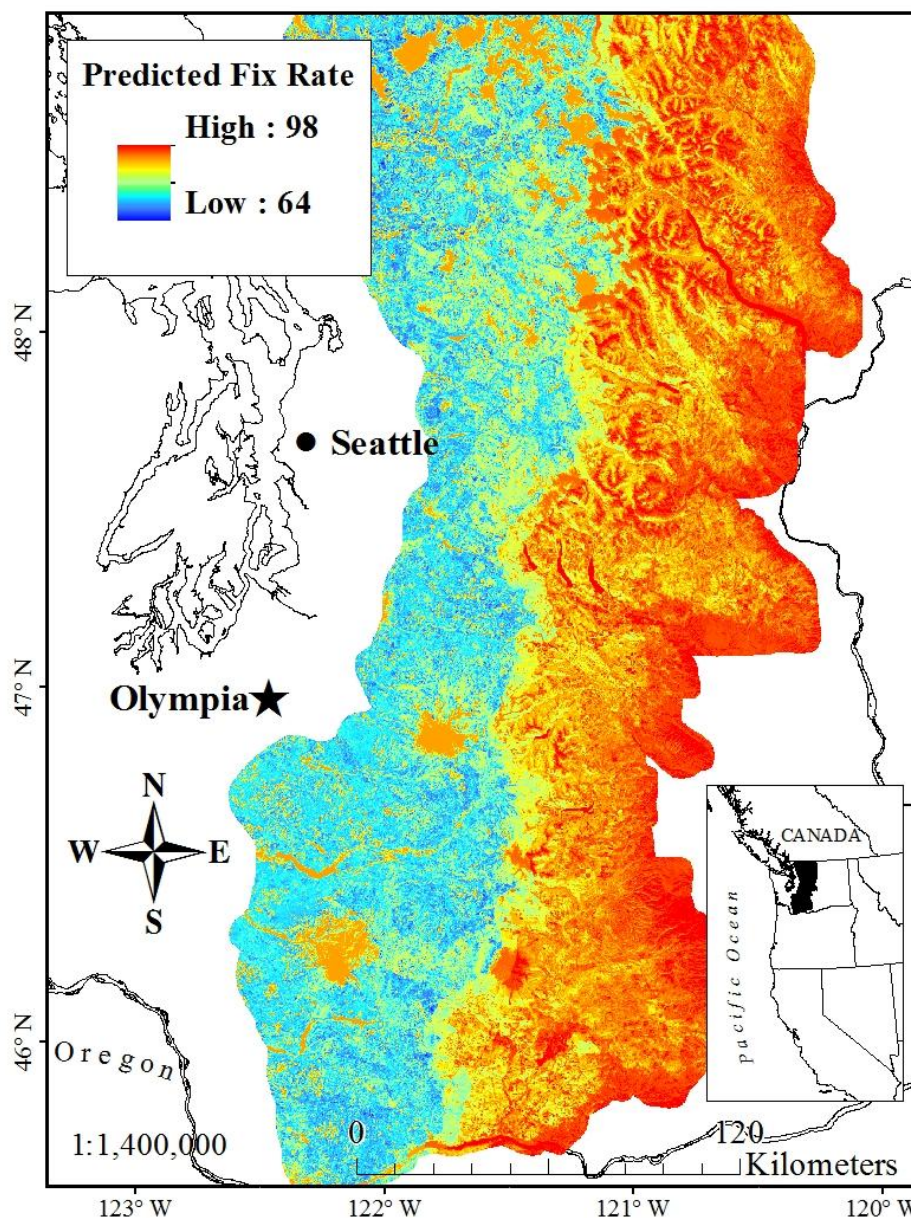 Predicted Fix Rate
High : 98
Low : 64
48° N
Seattle
47° N
Olympia
N
W
E
S
CANADA
Pacific Ocean
46° N
Oregon
1:1,400,000
0
120
Kilometers
123° W
122° W
121° W
120° W